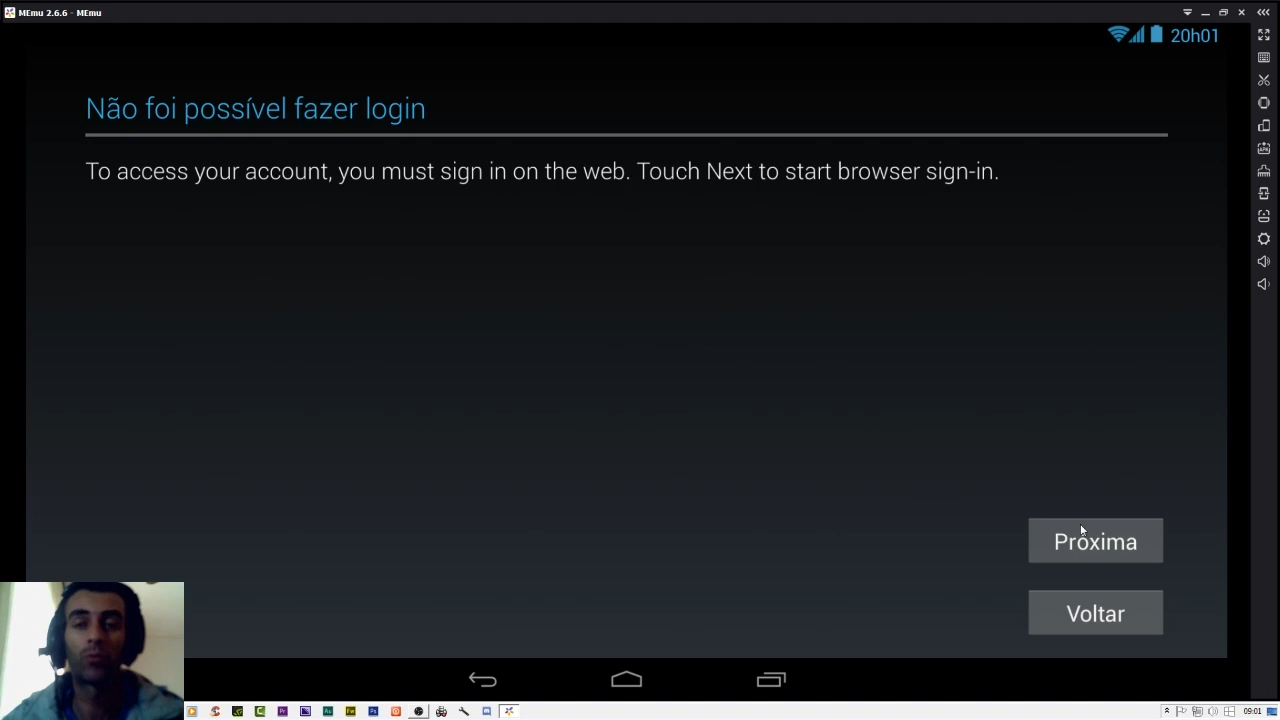 MEmu 2.6.6 - MEmu
20h01
Não foi possível fazer login
To access your account, you must sign in on the web. Touch Next to start browser sign-in.
Próxima
Voltar
09:01